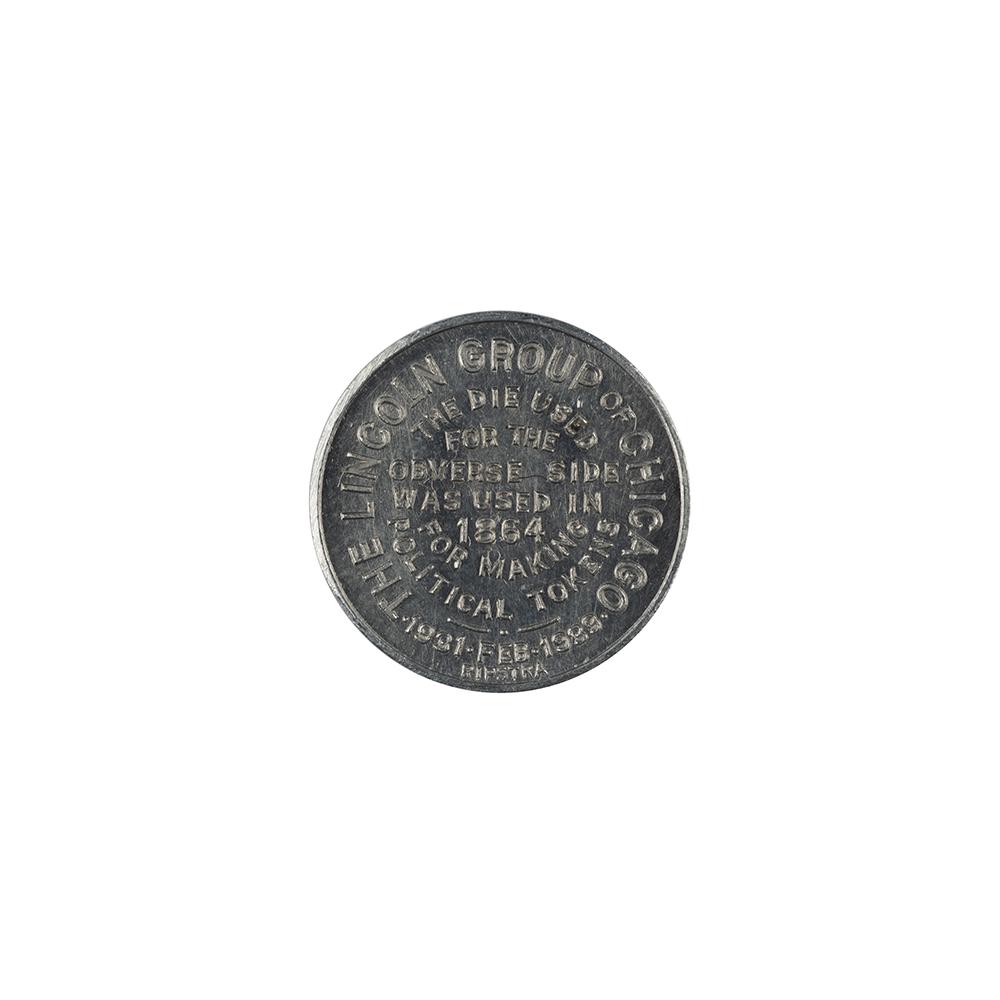 THE LINCOLN GROUP OF CHICAGO
THE DIE USED
FOR THE
OBVERSE SIDE
WAS USED IN
1864
FOR MAKING
POLITICAL TOKENS
·1931·FEB·1939·
RIPSTRA